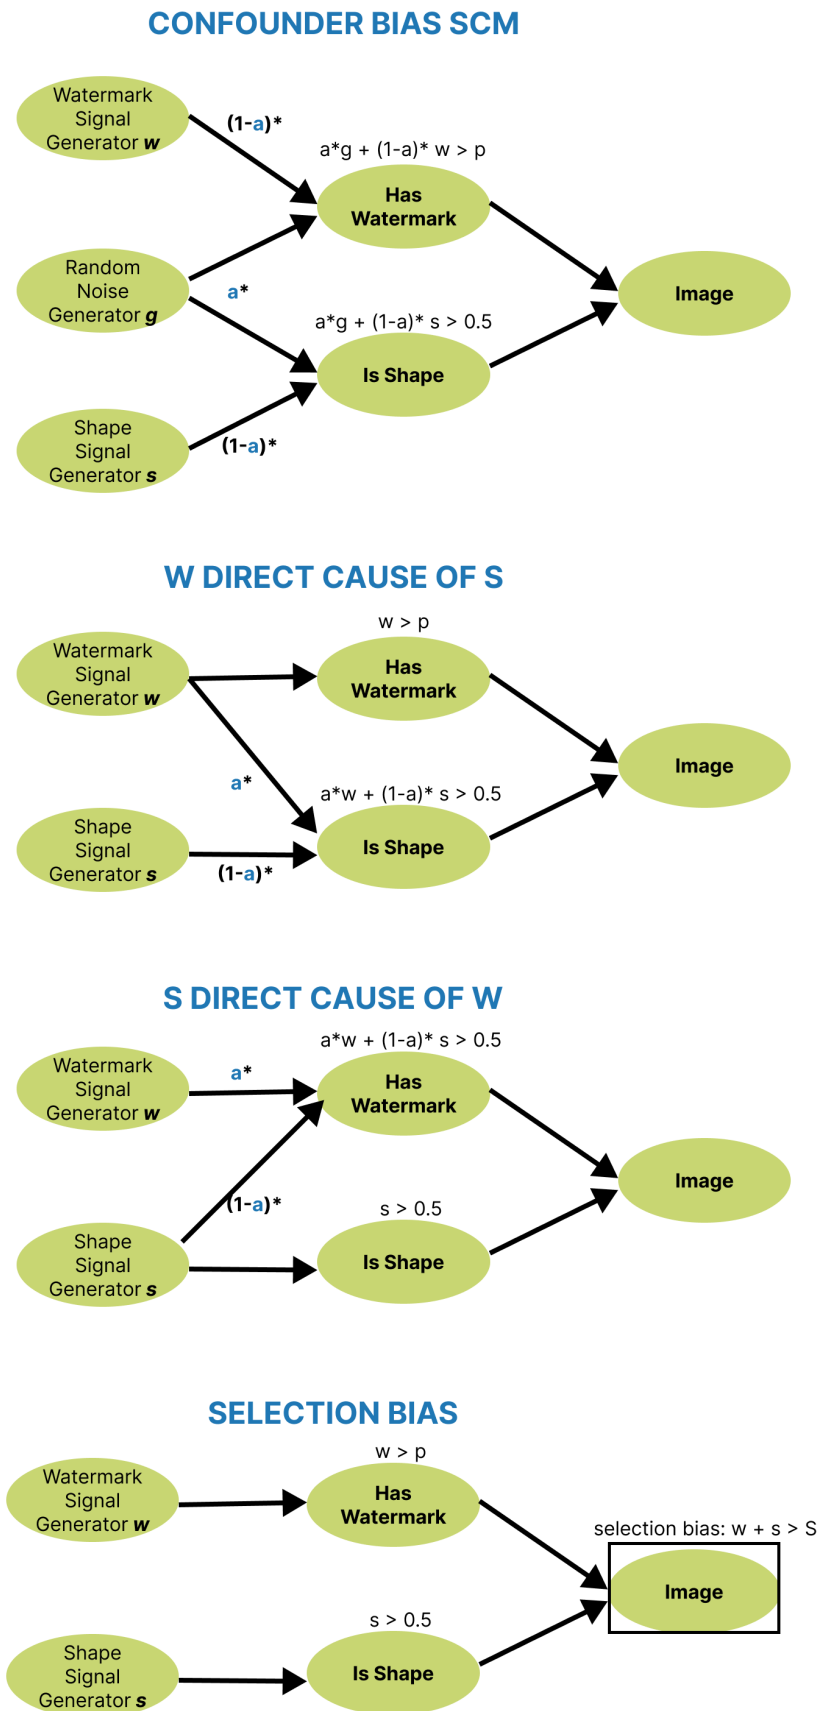 CONFOUNDER BIAS SCM
Watermark
Signal
Generator w
(1-a)*
a*g + (1-a)* w > p
Has
Watermark
Random
Noise
Generator g
a*
Image
a*g + (1-a)* s > 0.5
Is Shape
Shape
Signal
Generator s
(1-a)*
W DIRECT CAUSE OF S
Watermark
Signal
Generator w
w > p
Has
Watermark
Image
a*
a*w + (1-a)* s > 0.5
Is Shape
Shape
Signal
Generator s
(1-a)*
S DIRECT CAUSE OF W
Watermark
Signal
Generator w
a*
a*w + (1-a)* s > 0.5
Has
Watermark
Image
(1-a)*
s > 0.5
Is Shape
Shape
Signal
Generator s
SELECTION BIAS
Watermark
Signal
Generator w
w > p
Has
Watermark
selection bias: w + s > S
Image
s > 0.5
Is Shape
Shape
Signal
Generator s